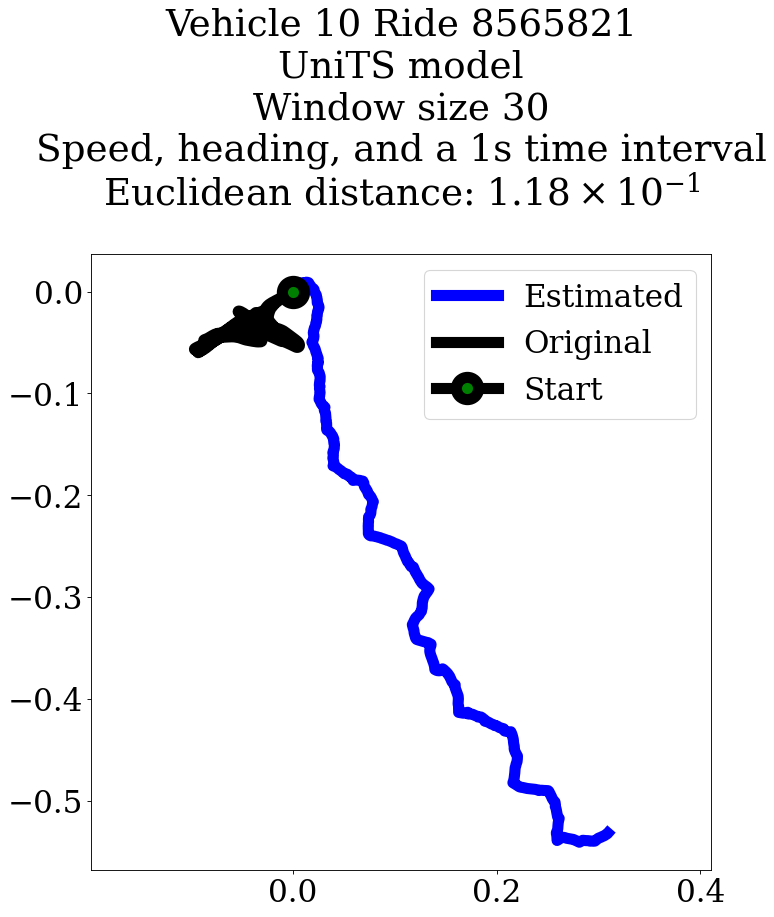 Vehicle 10 Ride 8565821
UniTS model
Window size 30
Speed, heading, and a 1s time interval
Euclidean distance: 1.18 × 10⁻¹
Estimated
Original
Start
0.0
−0.1
−0.2
−0.3
−0.4
−0.5
0.0 0.2 0.4